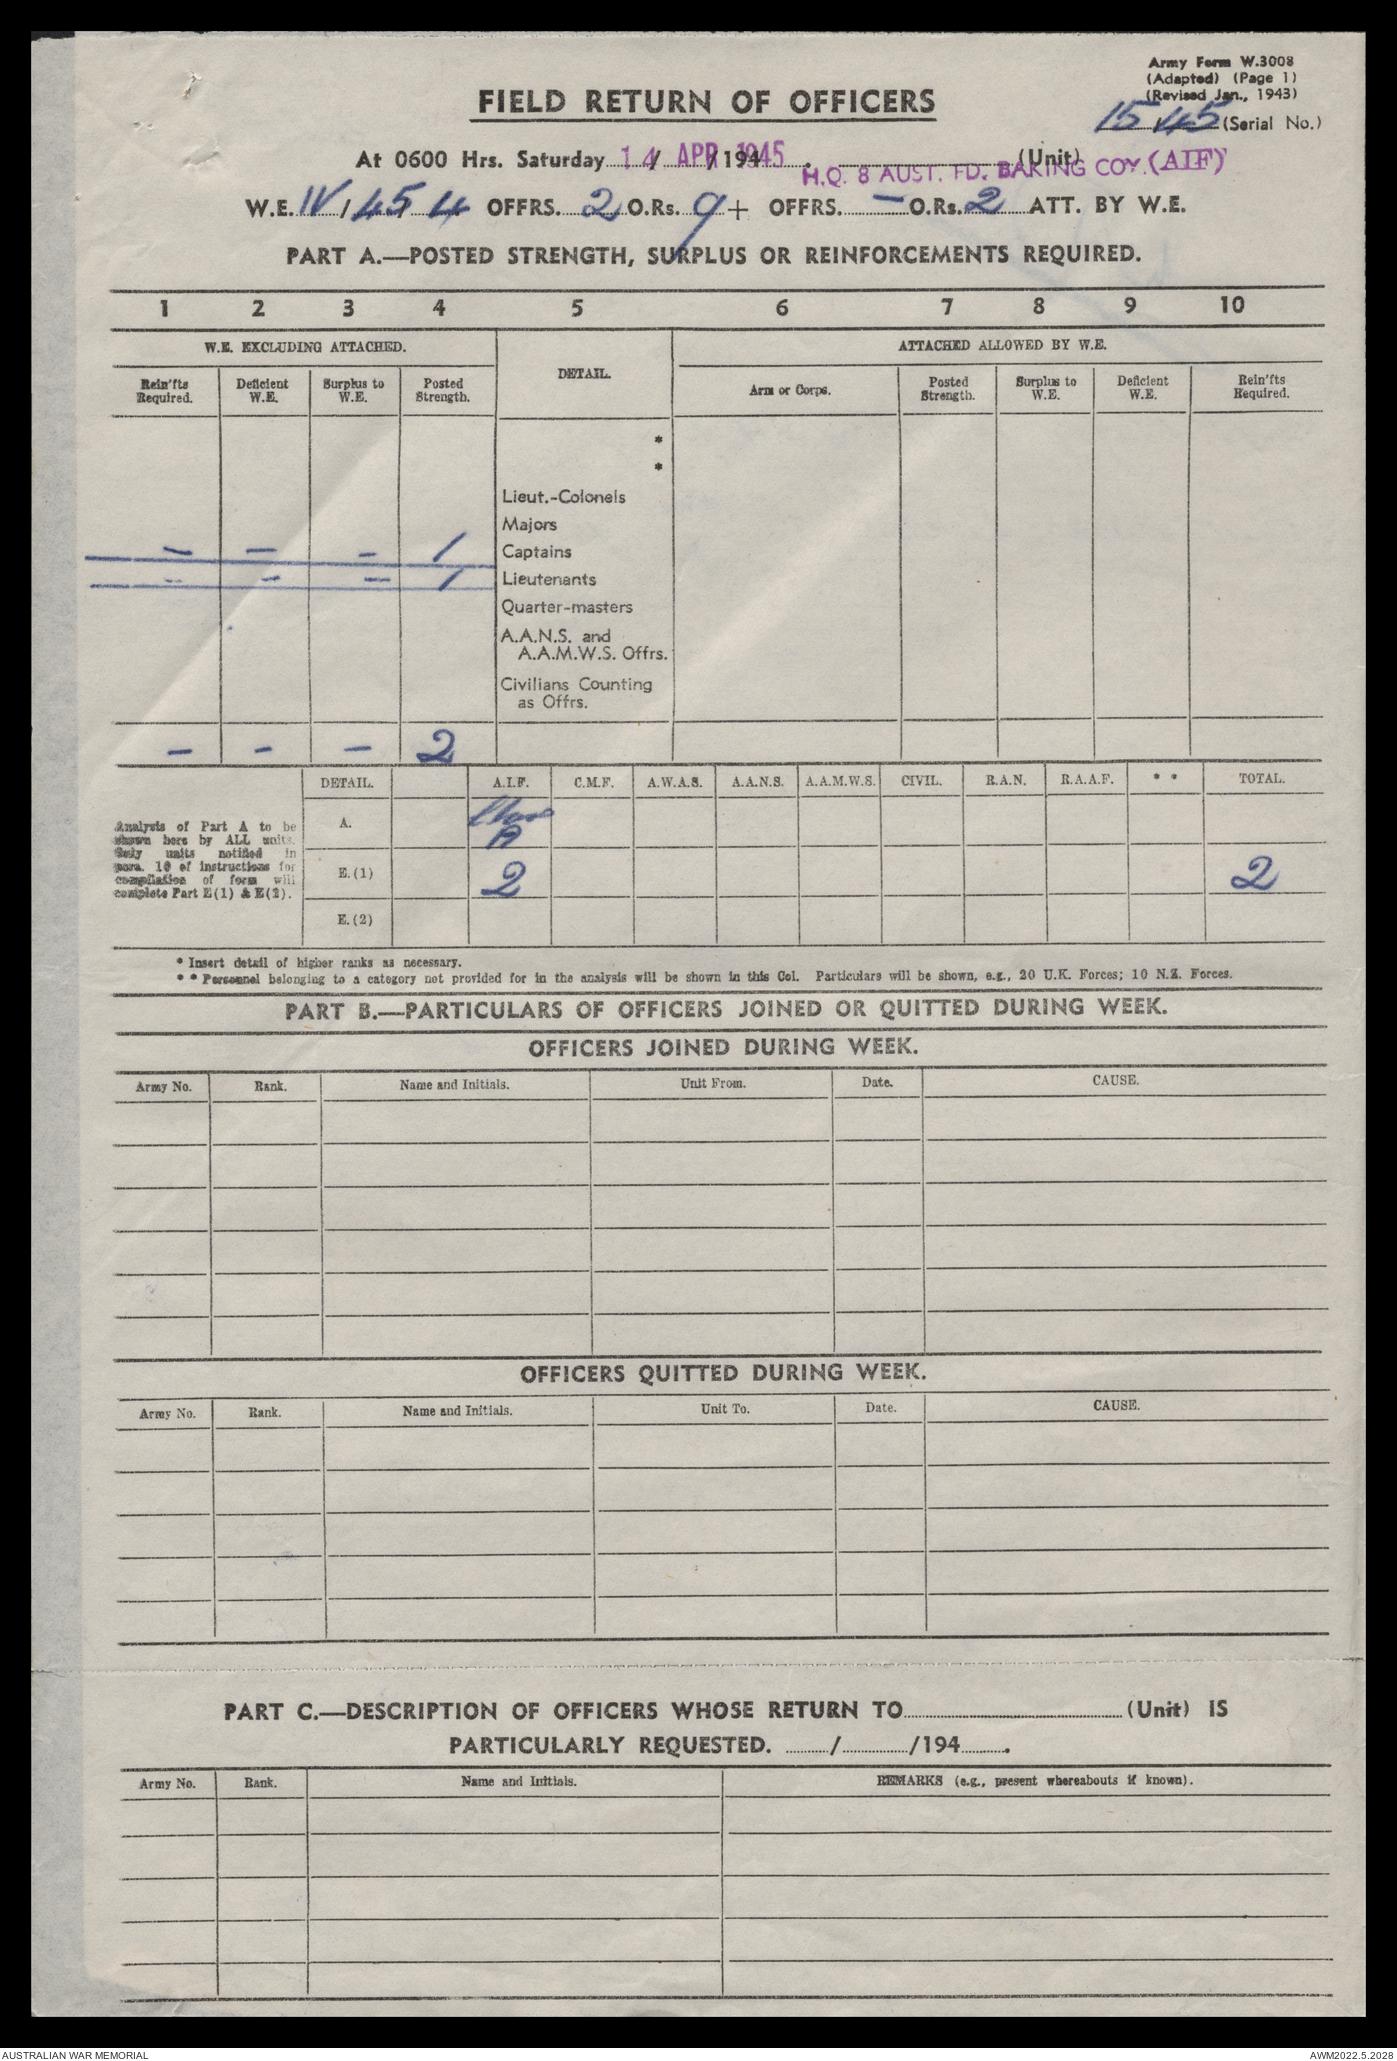 Army Form W.3008
(Adapted) (Page 1)
(Revised Jan., 1943)
FIELD RETURN OF OFFICERS
15/45 (Serial No.)
At 0600 Hrs. Saturday 14 / APR /194 1945. (Unit)
H.Q. 8 AUST. FD. BAKING COY. (AIF)
W.E. IV / 45 4 OFFRS. 2 O.Rs. 9 + OFFRS. – O.Rs. 2 ATT. BY W.E.
PART A.—POSTED STRENGTH, SURPLUS OR REINFORCEMENTS REQUIRED.
1 2 3 4 5 6 7 8 9 10
W.E. EXCLUDING ATTACHED. DETAIL. ATTACHED ALLOWED BY W.E.
Rein'fts Required. Deficient W.E. Surplus to W.E. Posted Strength. Arm or Corps. Posted Strength. Surplus to W.E. Deficient W.E. Rein'fts Required.
*
*
Lieut.-Colonels
Majors
– – – 1 Captains
– – – 1 Lieutenants
Quarter-masters
A.A.N.S. and
A.A.M.W.S. Offrs.
Civilians Counting
as Offrs.
– – – 2
DETAIL. A.I.F. C.M.F. A.W.A.S. A.A.N.S. A.A.M.W.S. CIVIL. R.A.N. R.A.A.F. * * TOTAL.
Analysis of Part A to be
shown here by ALL units.
Only units notified in
para. 10 of instructions for
compilation of form will
complete Part E(1) & E(2).
A. A
E.(1) 2 2
E.(2)
* Insert detail of higher ranks as necessary.
* * Personnel belonging to a category not provided for in the analysis will be shown in this Col. Particulars will be shown, e.g., 20 U.K. Forces; 10 N.Z. Forces.
PART B.—PARTICULARS OF OFFICERS JOINED OR QUITTED DURING WEEK.
OFFICERS JOINED DURING WEEK.
Army No. Rank. Name and Initials. Unit From. Date. CAUSE.
OFFICERS QUITTED DURING WEEK.
Army No. Rank. Name and Initials. Unit To. Date. CAUSE.
PART C.—DESCRIPTION OF OFFICERS WHOSE RETURN TO (Unit) IS
PARTICULARLY REQUESTED. / /194 .
Army No. Rank. Name and Initials. REMARKS (e.g., present whereabouts if known).
AUSTRALIAN WAR MEMORIAL AWM2022.5.2028